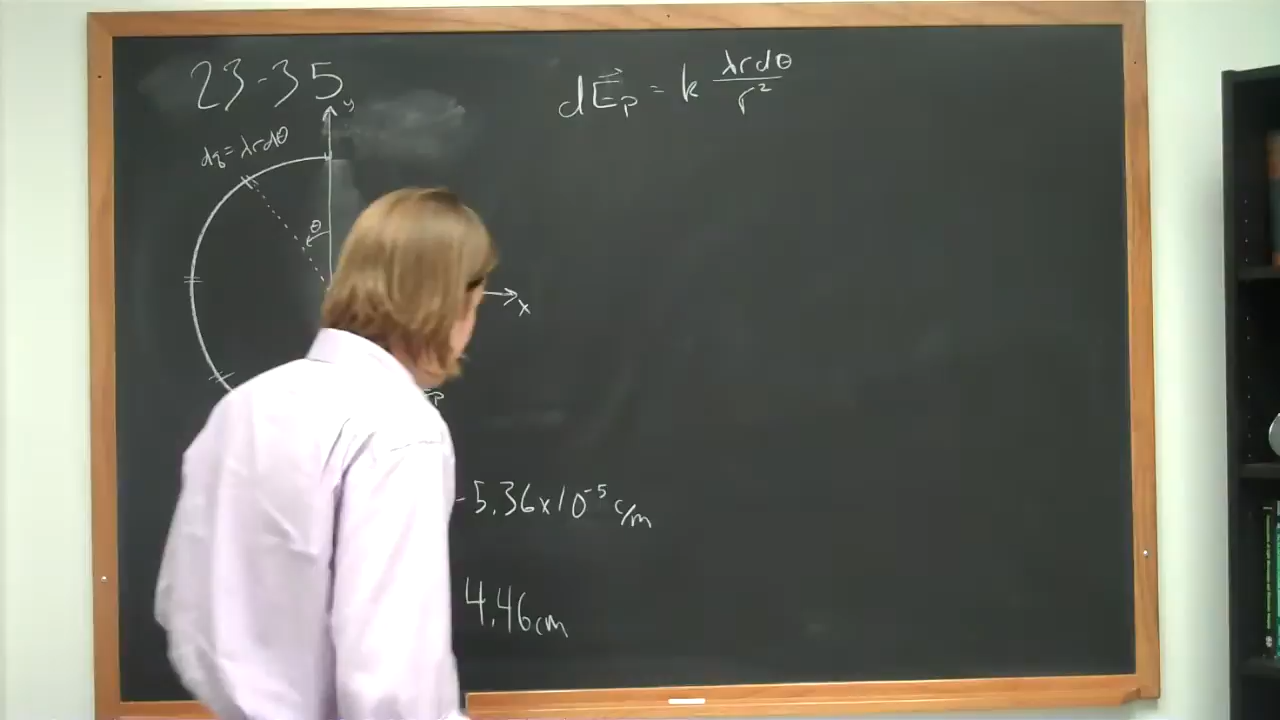 23-35
dE⃗p = k λrdθ/r²
y
dq = λrdθ
θ
x
-5.36x10⁻⁵ C/m
4.46cm